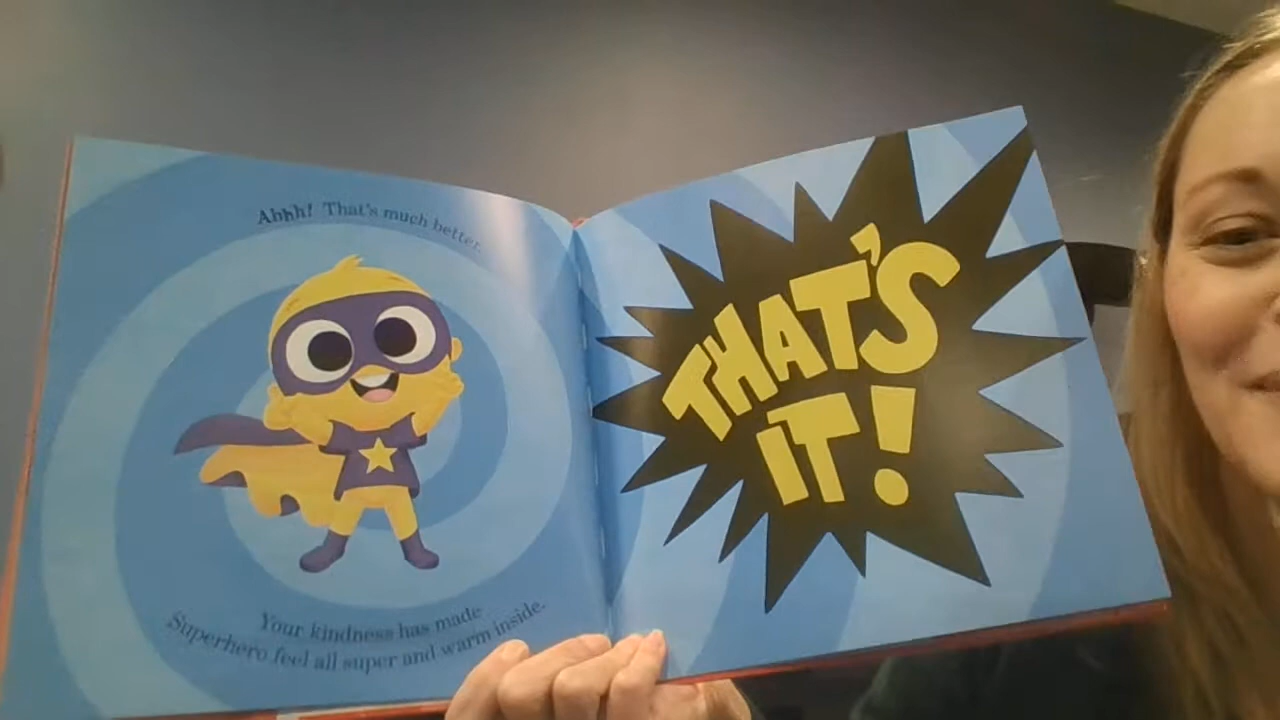 Ahhh! That's much better.
Your kindness has made
Superhero feel all super and warm inside.
THAT'S
IT!